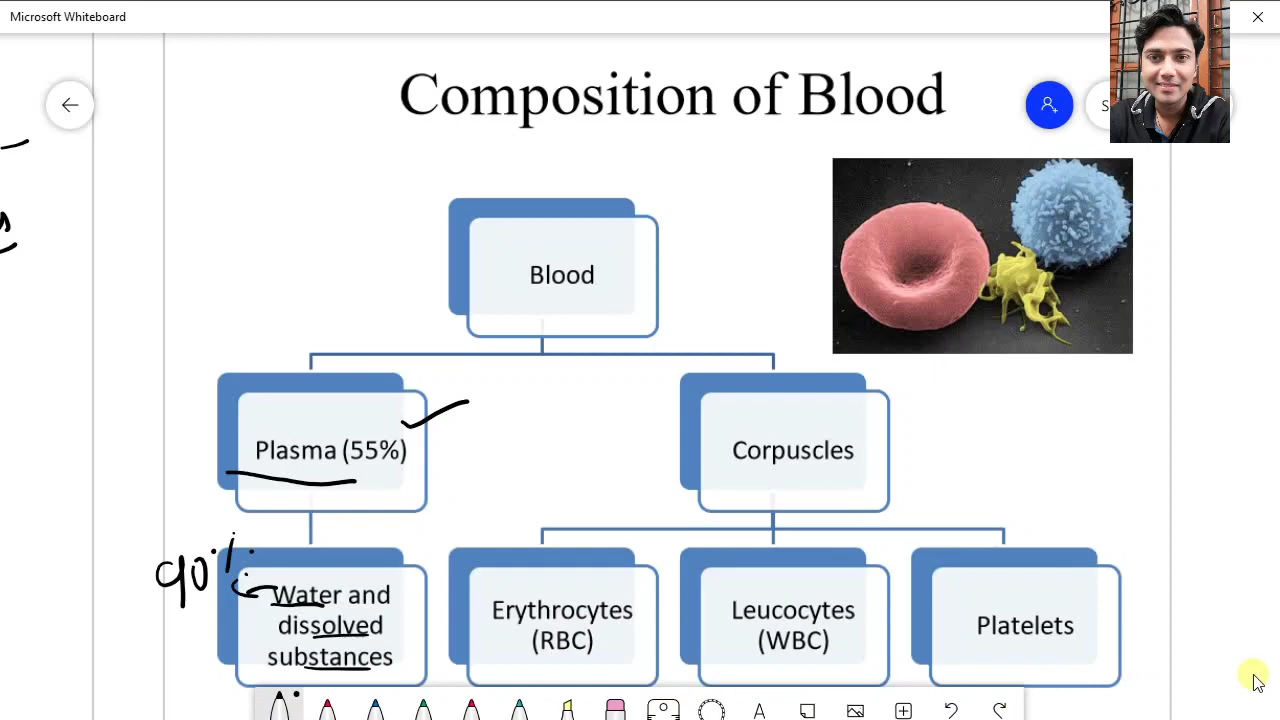 Microsoft Whiteboard
Composition of Blood
Blood
Plasma (55%)
Corpuscles
90%
Water and
dissolved
substances
Erythrocytes
(RBC)
Leucocytes
(WBC)
Platelets